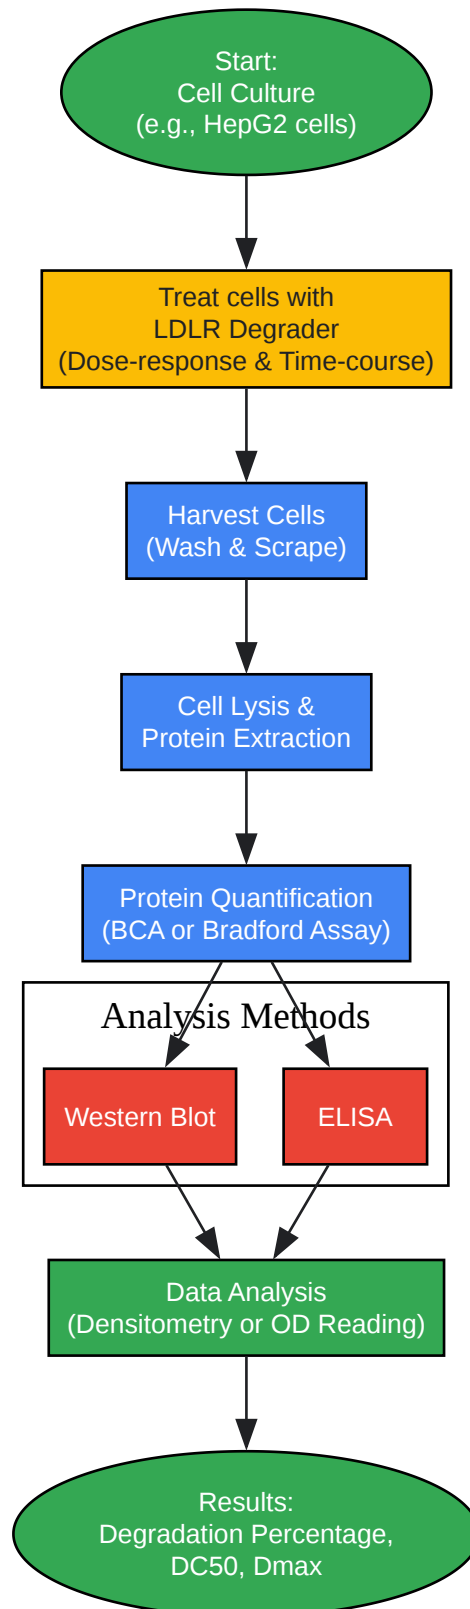 Start:
Cell Culture
(e.g., HepG2 cells)
Treat cells with
LDLR Degrader
(Dose-response & Time-course)
Harvest Cells
(Wash & Scrape)
Cell Lysis &
Protein Extraction
Protein Quantification
(BCA or Bradford Assay)
Analysis Methods
Western Blot
ELISA
Data Analysis
(Densitometry or OD Reading)
Results:
Degradation Percentage,
DC50, Dmax